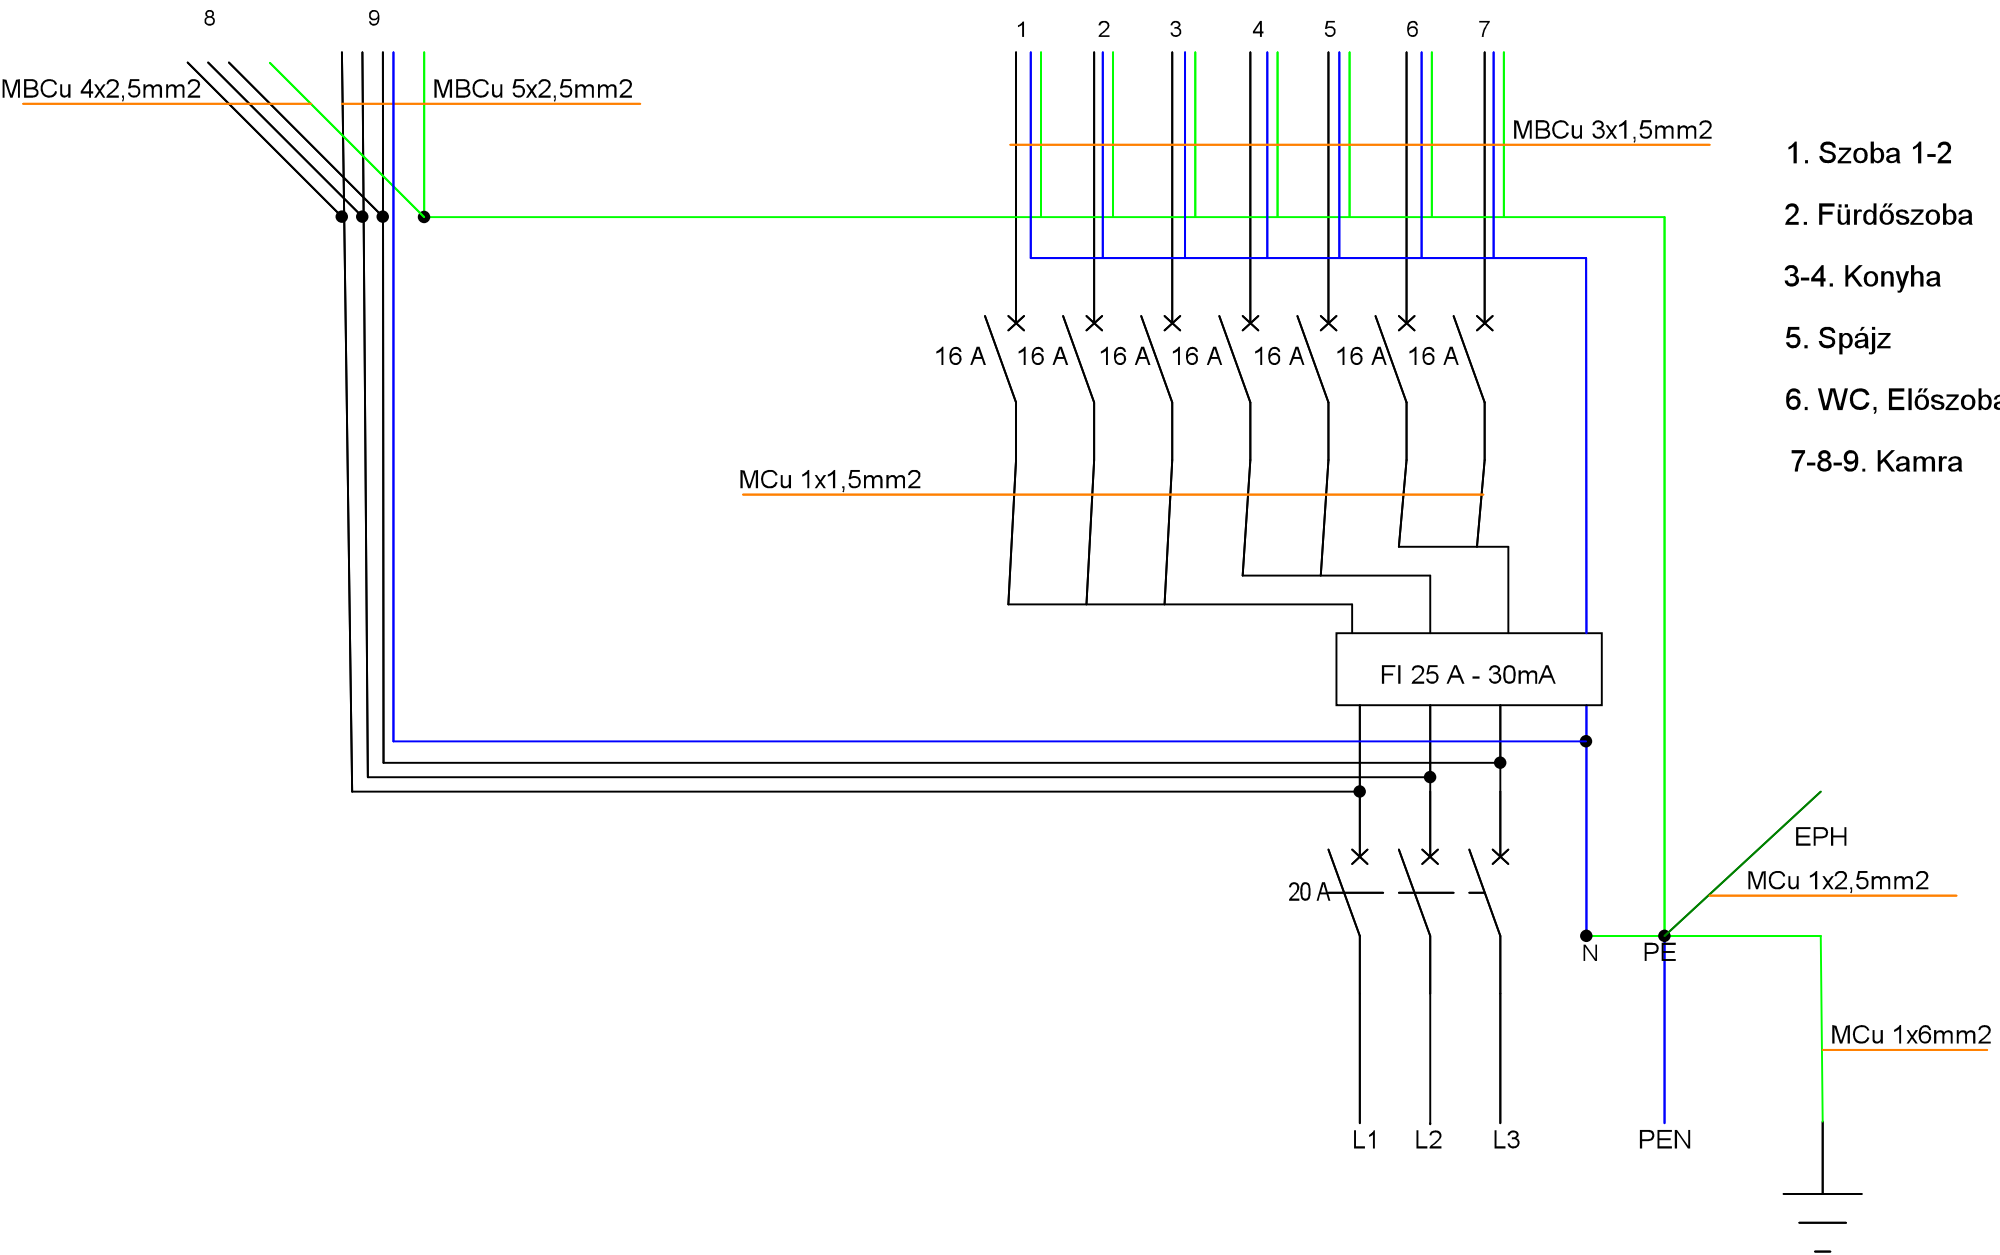 8
9
1
2
3
4
5
6
7
MBCu 4x2,5mm2
MBCu 5x2,5mm2
MBCu 3x1,5mm2
1. Szoba 1-2
2. Fürdőszoba
3-4. Konyha
5. Spájz
6. WC, Előszoba
7-8-9. Kamra
16 A
16 A
16 A
16 A
16 A
16 A
16 A
MCu 1x1,5mm2
FI 25 A - 30mA
EPH
MCu 1x2,5mm2
20 A
N
PE
MCu 1x6mm2
L1
L2
L3
PEN